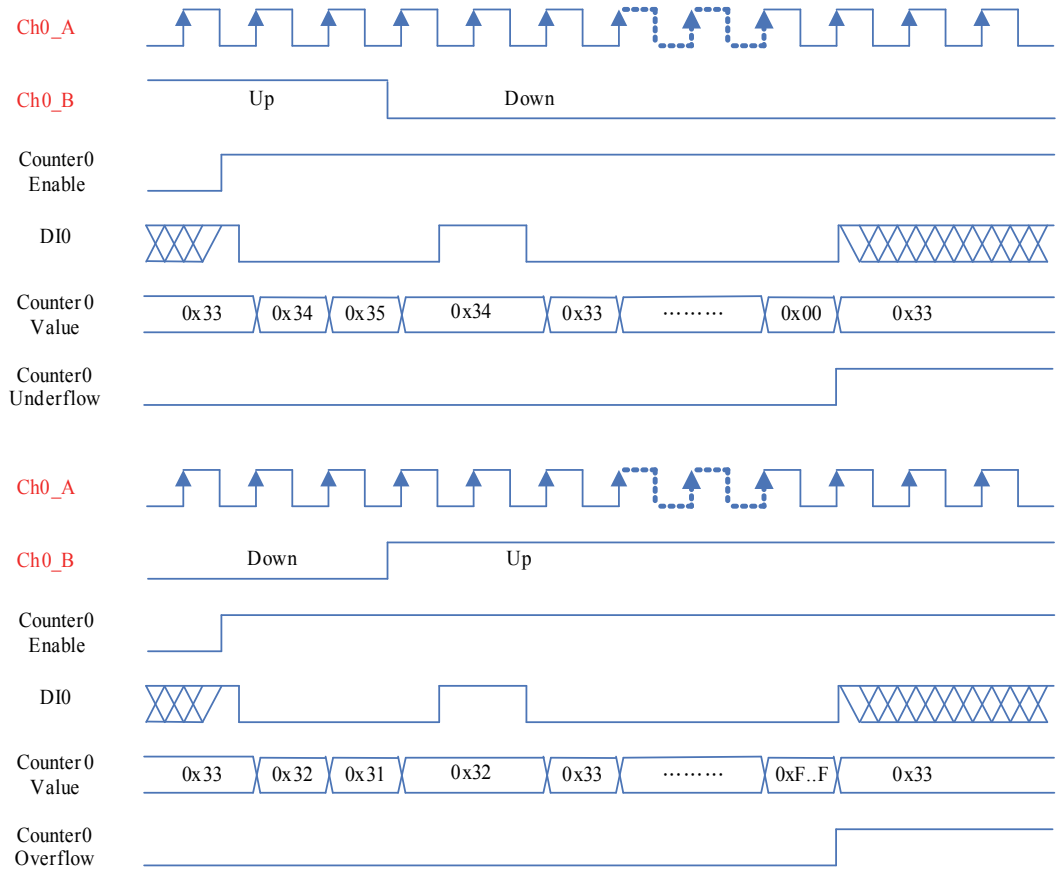 Ch0_A
Ch0_B
Up
Down
Counter0
Enable
DI0
Counter0
Value
0x33
0x34
0x35
0x34
0x33
………
0x00
0x33
Counter0
Underflow
Ch0_A
Ch0_B
Down
Up
Counter0
Enable
DI0
Counter0
Value
0x33
0x32
0x31
0x32
0x33
………
0xF..F
0x33
Counter0
Overflow